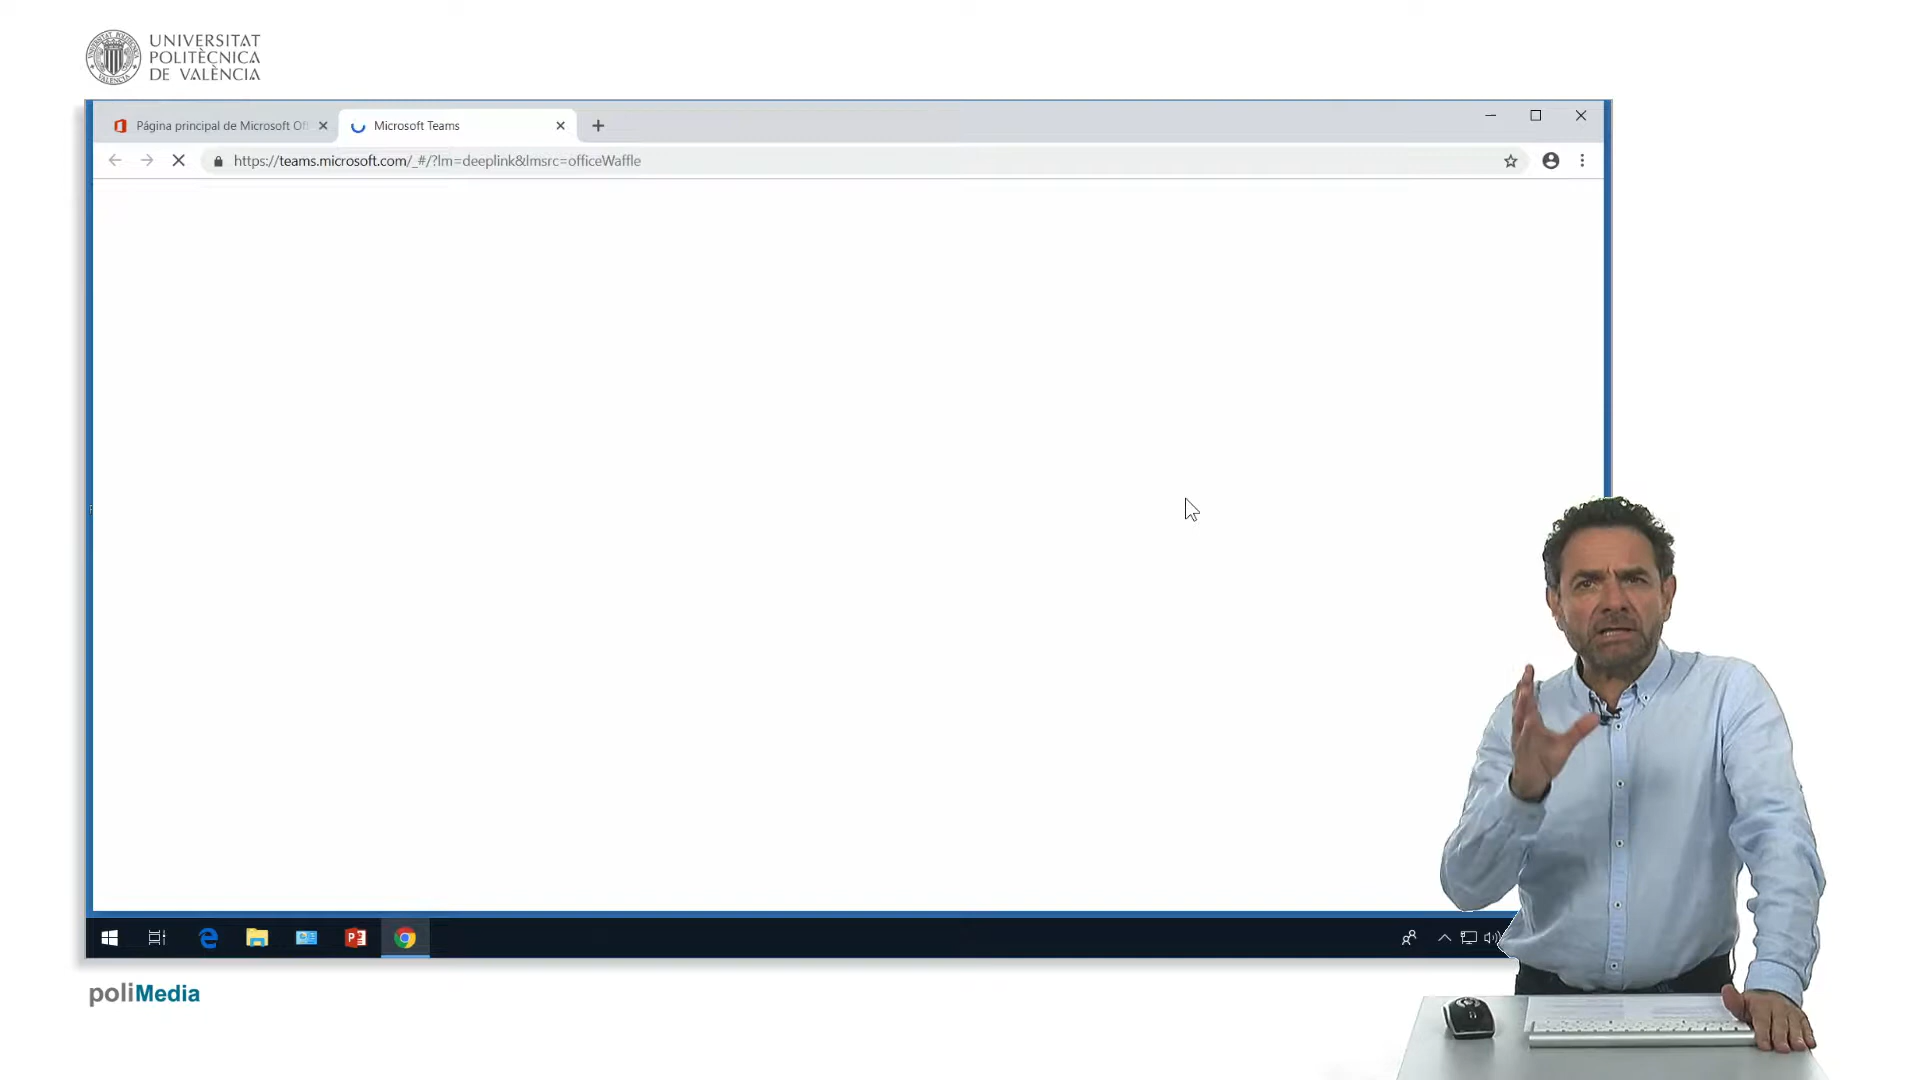 UNIVERSITAT
POLITÈCNICA
DE VALÈNCIA
Página principal de Microsoft Of
Microsoft Teams
https://teams.microsoft.com/_#/?lm=deeplink&lmsrc=officeWaffle
poliMedia